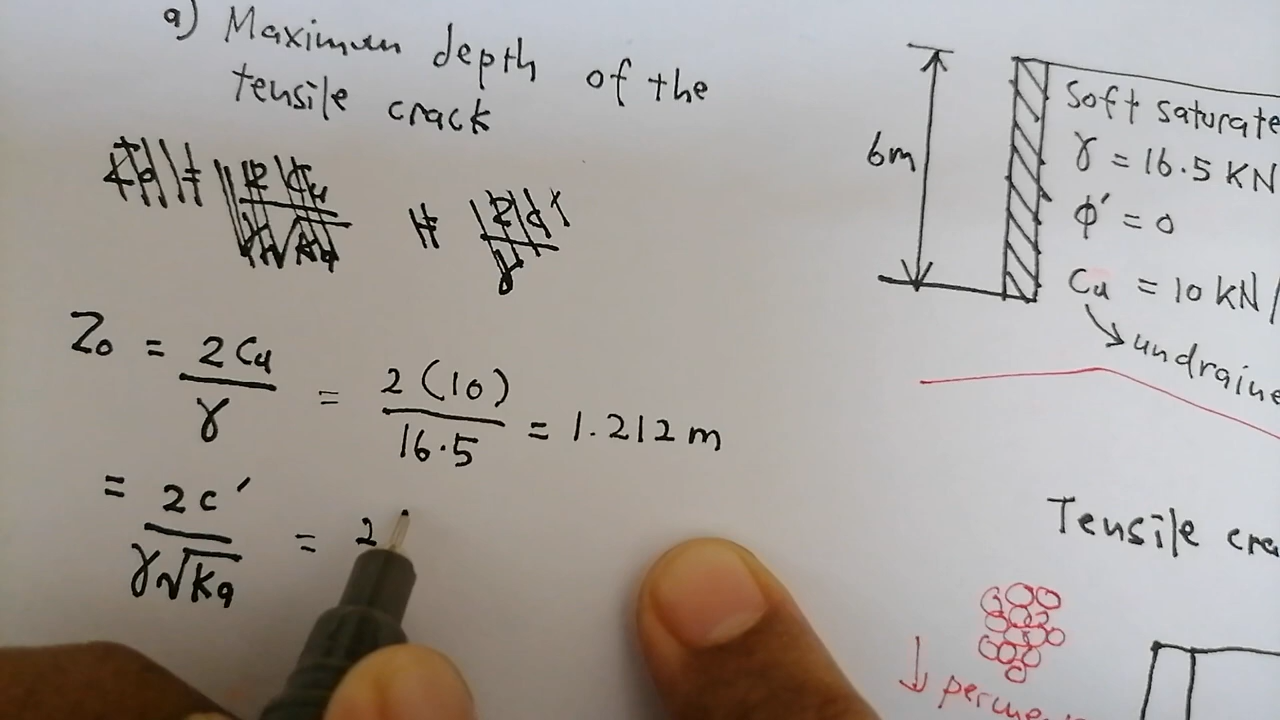 a) Maximum depth of the
tensile crack
Z₀ = 2Cu / γ = 2(10) / 16.5 = 1.212 m
= 2c' / γ√Ka = 2
6m
Soft saturate
γ = 16.5 KN
φ' = 0
Cu = 10 KN/
undraine
Tensile cra
↓ perme